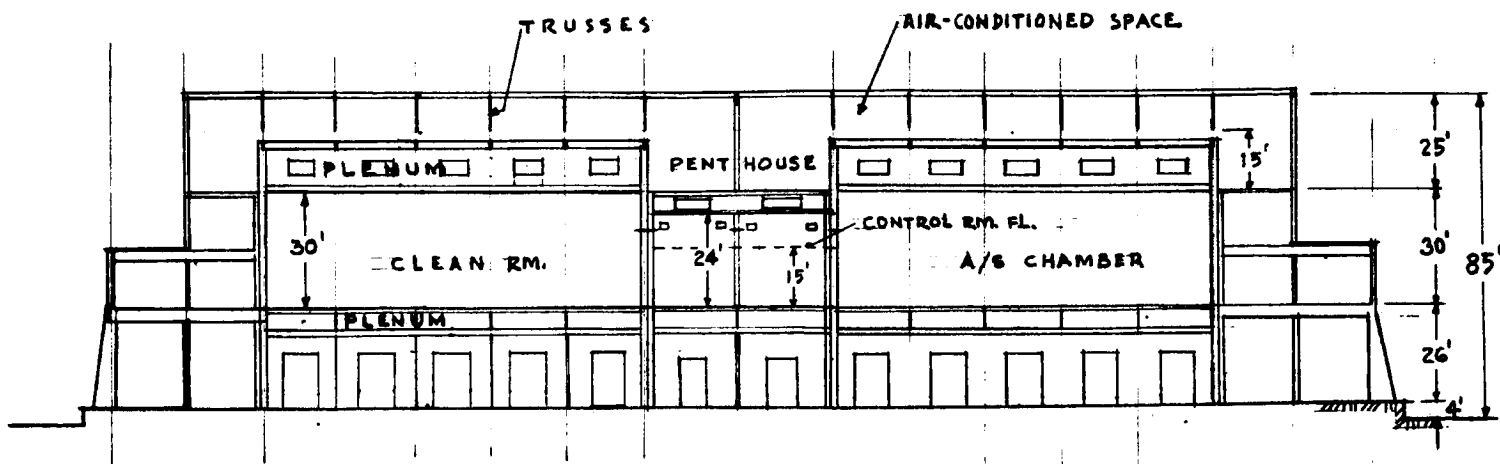 TRUSSES
AIR-CONDITIONED SPACE
PLENUM
PENT HOUSE
15'
25'
CONTROL RM. FL.
30'
CLEAN RM.
24'
15'
A/S CHAMBER
30'
85'
PLENUM
26'
4'